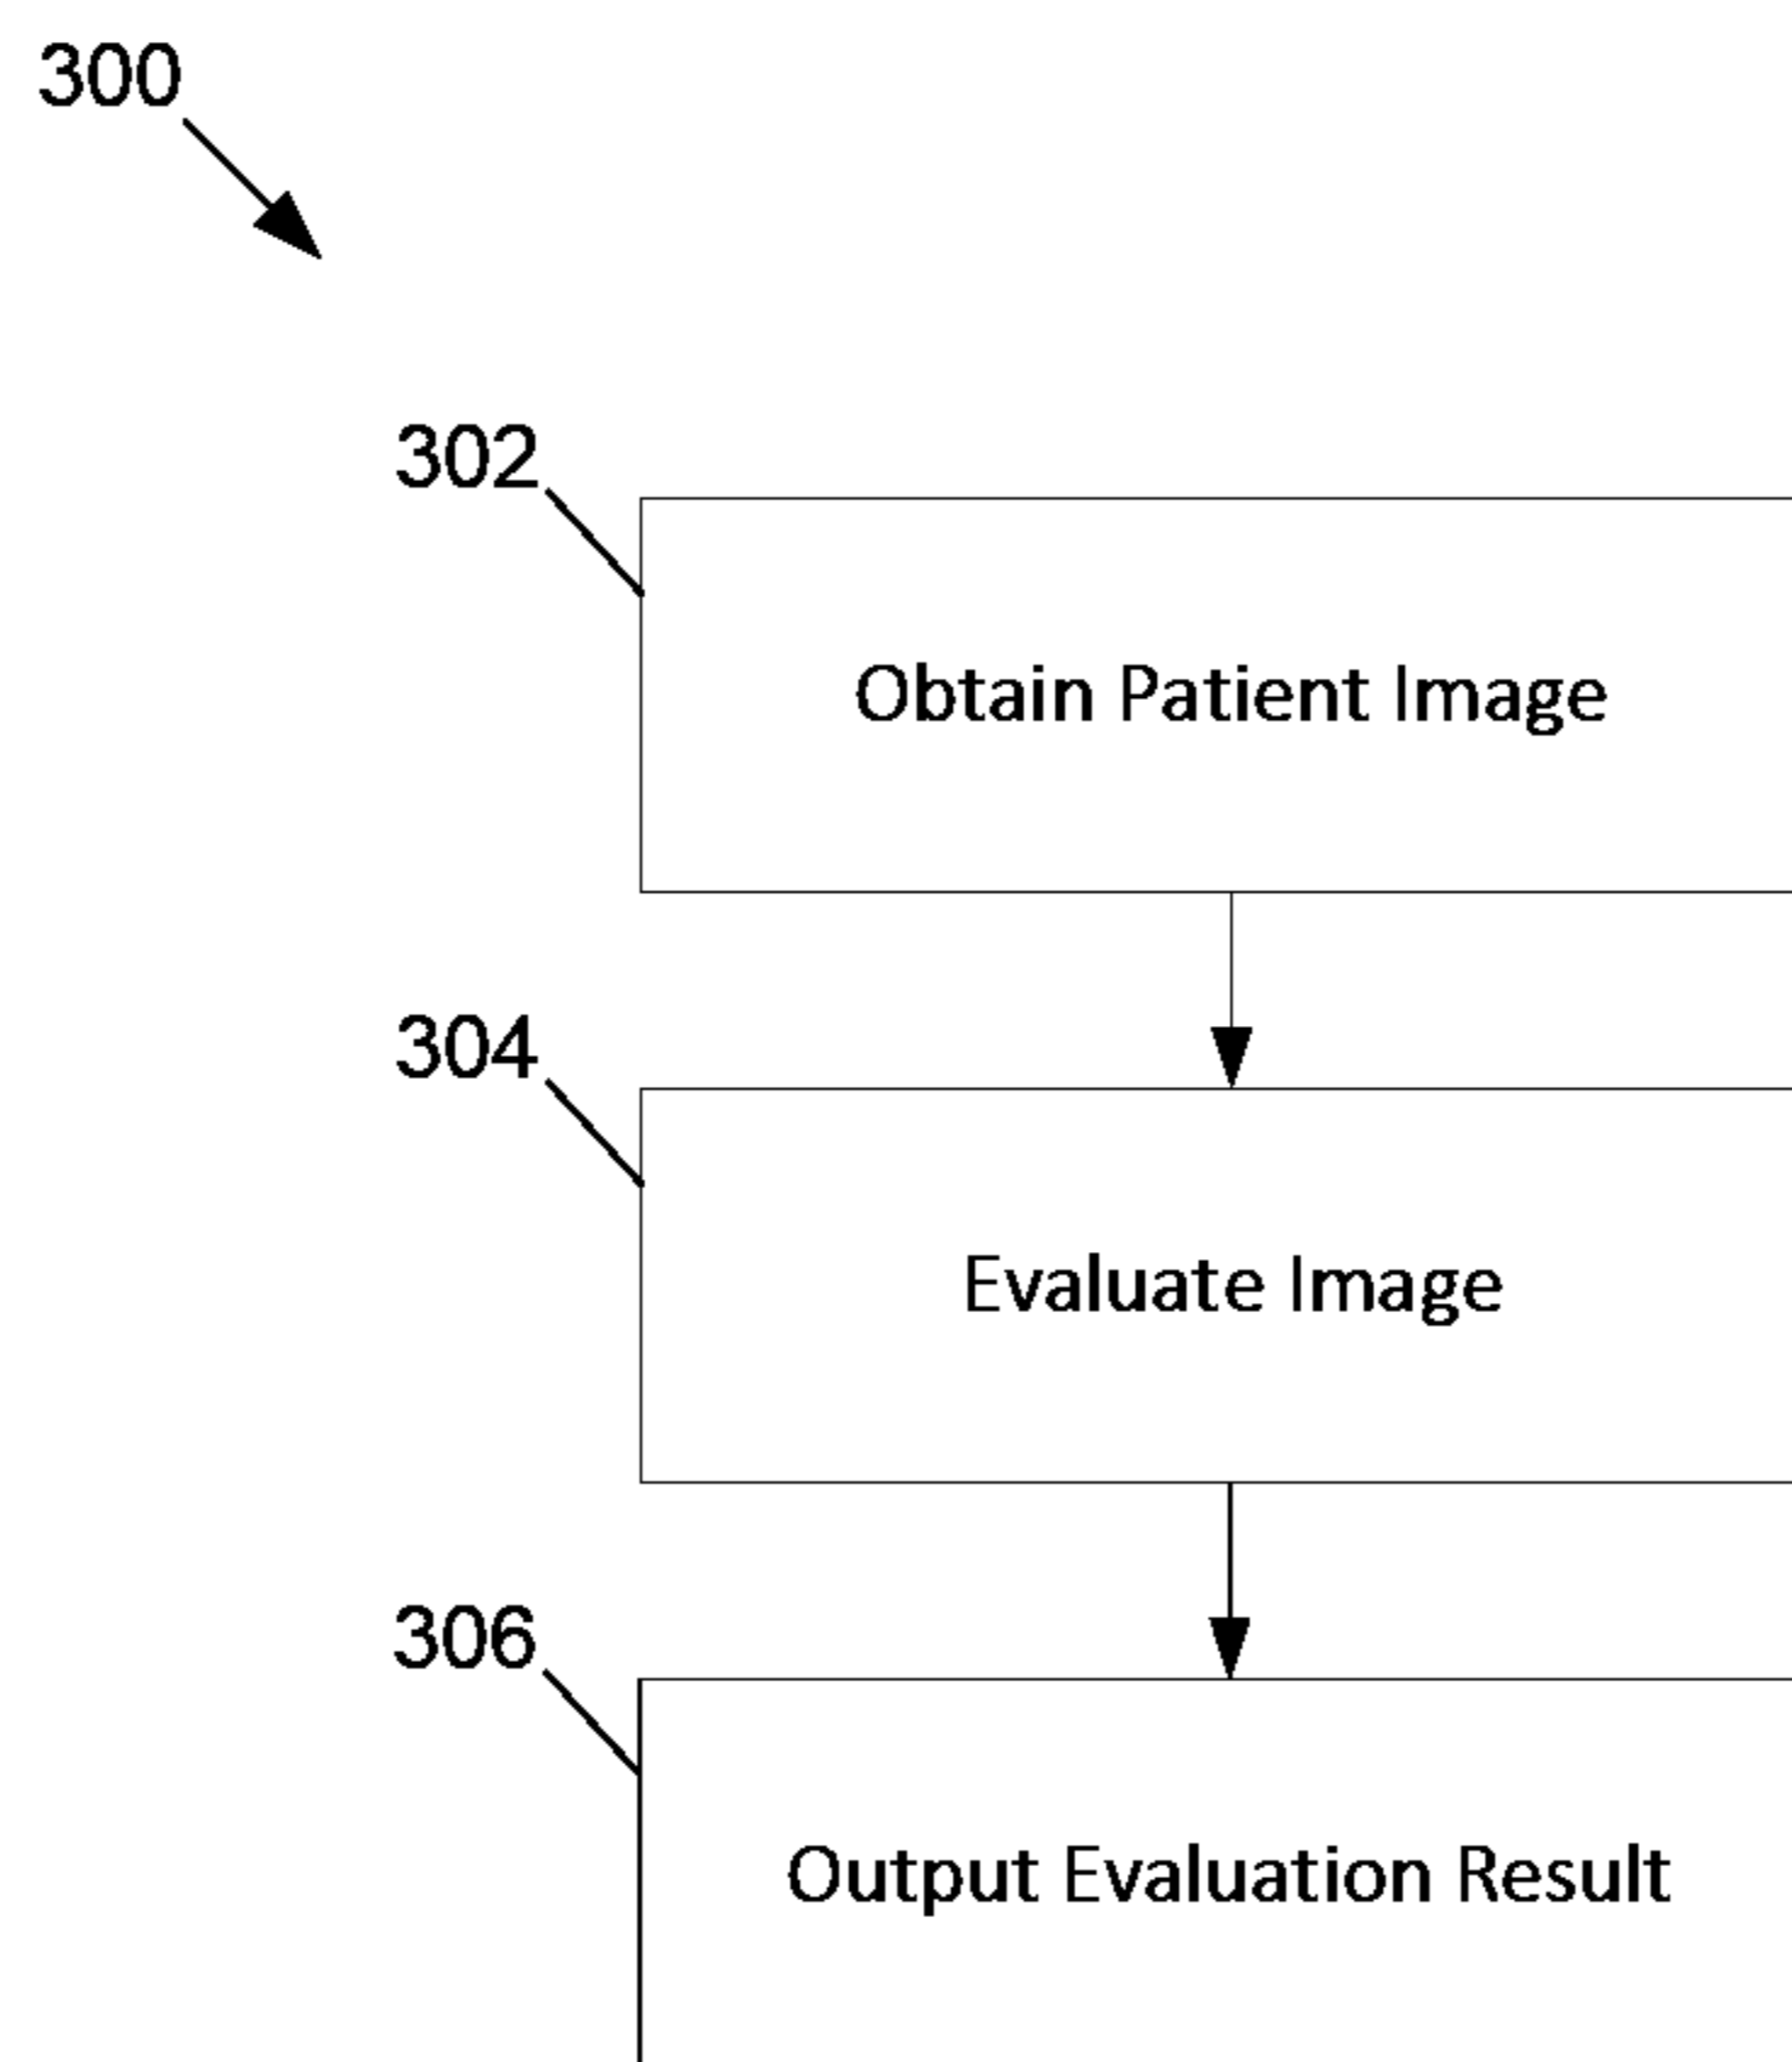 300
302
Obtain Patient Image
304
Evaluate Image
306
Output Evaluation Result